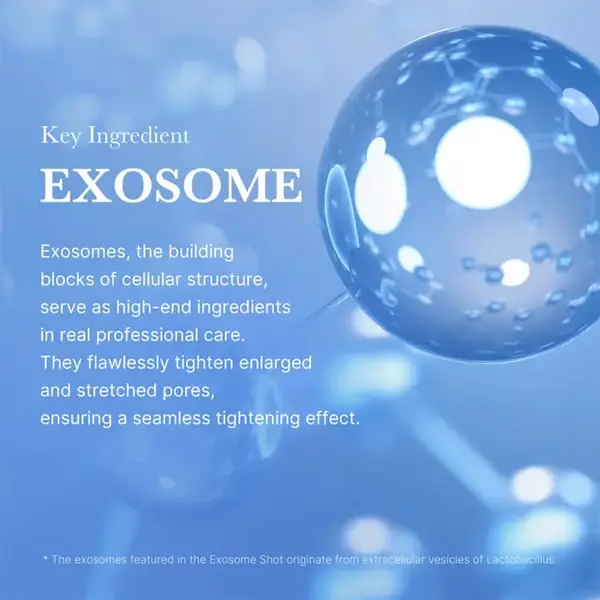 Key Ingredient
EXOSOME
Exosomes, the building
blocks of cellular structure,
serve as high-end ingredients
in real professional care.
They flawlessly tighten enlarged
and stretched pores,
ensuring a seamless tightening effect.
* The exosomes featured in the Exosome Shot originate from extracellular vesicles of Lactobacillus.